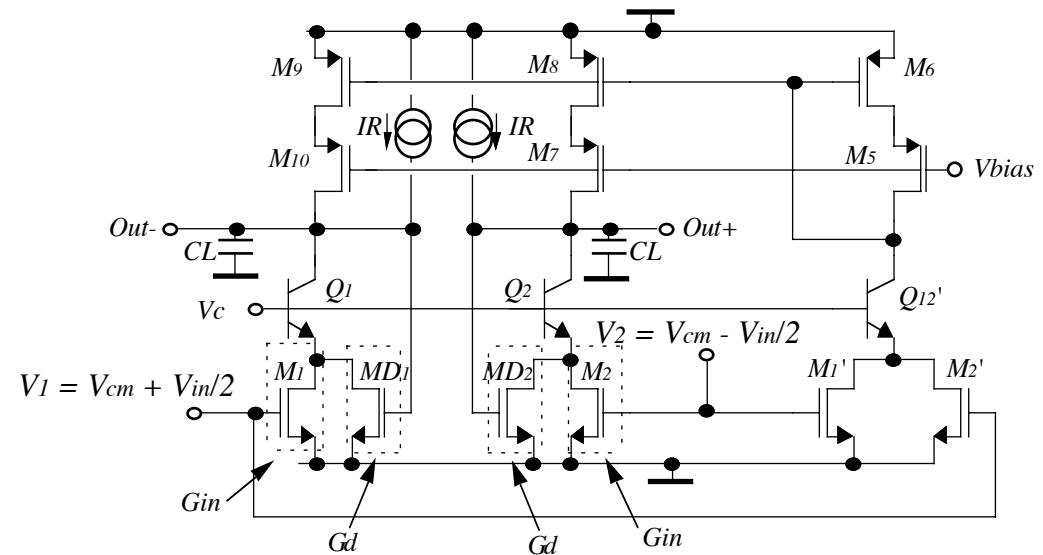 M9
M8
M6
IR
IR
M10
M7
M5
Vbias
Out-
CL
CL
Out+
Q1
Q2
Q12'
Vc
V2 = Vcm - Vin/2
V1 = Vcm + Vin/2
M1
MD1
MD2
M2
M1'
M2'
Gin
Gd
Gd
Gin